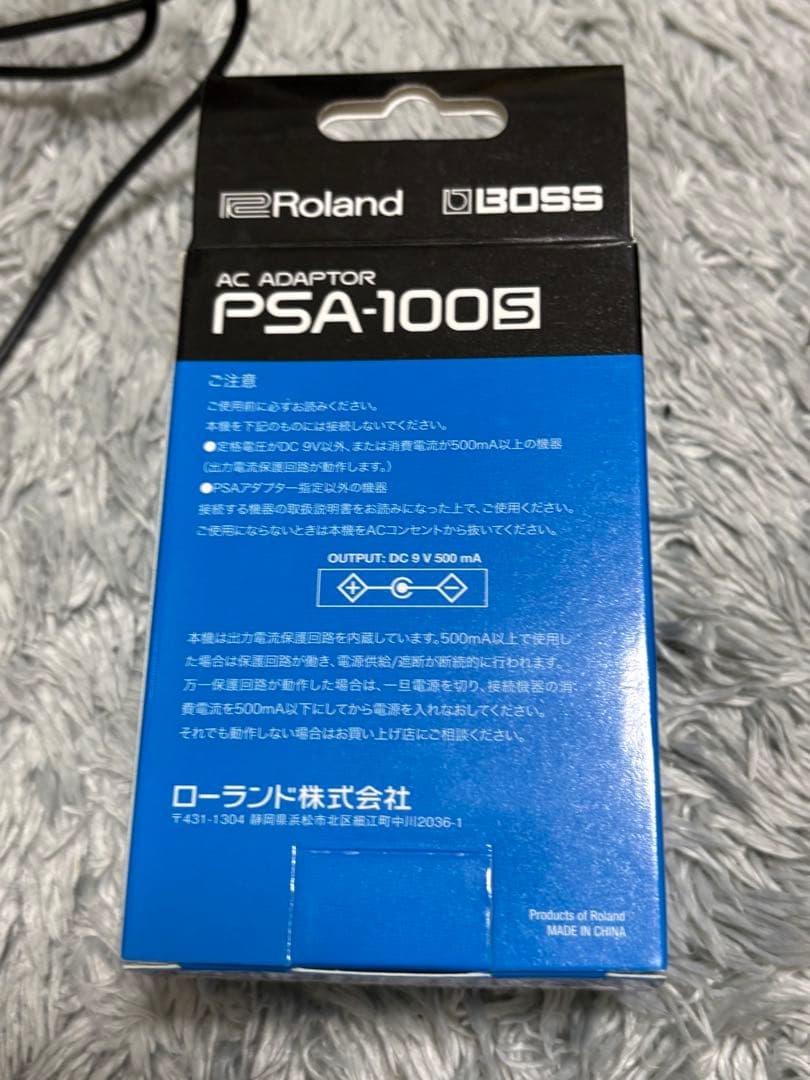 Roland BOSS
AC ADAPTOR
PSA-100S
ご注意
ご使用前に必ずお読みください。
本機を下記のものには接続しないでください。
●定格電圧がDC 9V以外、または消費電流が500mA以上の機器
(出力電流保護回路が動作します。)
●PSAアダプター指定以外の機器
接続する機器の取扱説明書をお読みになった上で、ご使用ください。
ご使用にならないときは本機をACコンセントから抜いてください。
OUTPUT: DC 9 V 500 mA
+ -
本機は出力電流保護回路を内蔵しています。500mA以上で使用し
た場合は保護回路が働き、電源供給/遮断が断続的に行われます。
万一保護回路が動作した場合は、一旦電源を切り、接続機器の消
費電流を500mA以下にしてから電源を入れなおしてください。
それでも動作しない場合はお買い上げ店にご相談ください。
ローランド株式会社
〒431-1304 静岡県浜松市北区細江町中川2036-1
Products of Roland
MADE IN CHINA